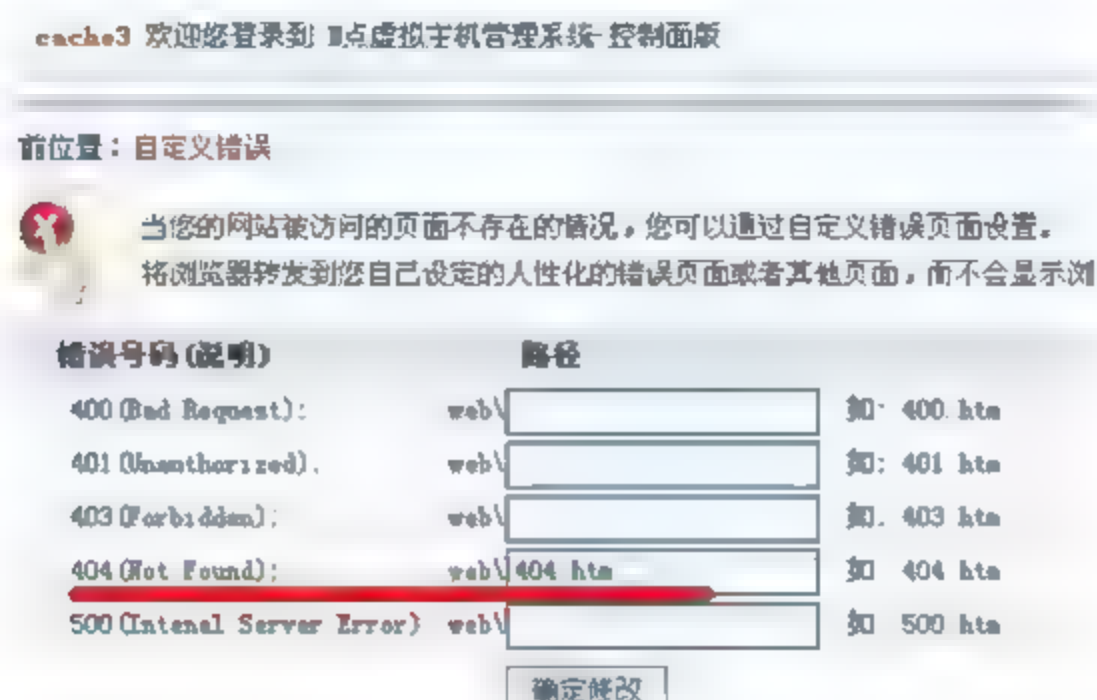 cache3 欢迎您登录到 N点虚拟主机管理系统-控制面版
前位置：自定义错误
当您的网站被访问的页面不存在的情况，您可以通过自定义错误页面设置。
将浏览器转发到您自己设定的人性化的错误页面或者其他页面，而不会显示浏
错误号码(说明) 路径
400(Bad Request): web\ 如: 400.htm
401(Unauthorized): web\ 如: 401.htm
403(Forbidden): web\ 如: 403.htm
404(Not Found): web\ 404.htm 如: 404.htm
500(Intenal Server Error) web\ 如: 500.htm
确定修改